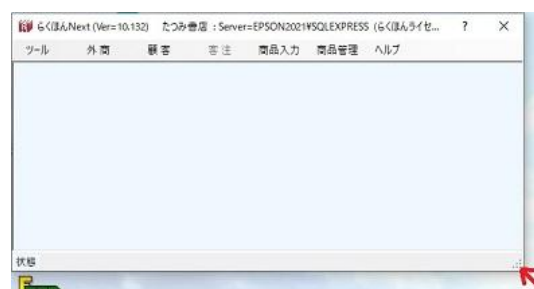 らくほんNext (Ver=10.132) たつみ書店 : Server=EPSON2021¥SQLEXPRESS (らくほんライセ... ? ×
ツール 外商 顧客 客注 商品入力 商品管理 ヘルプ
状態